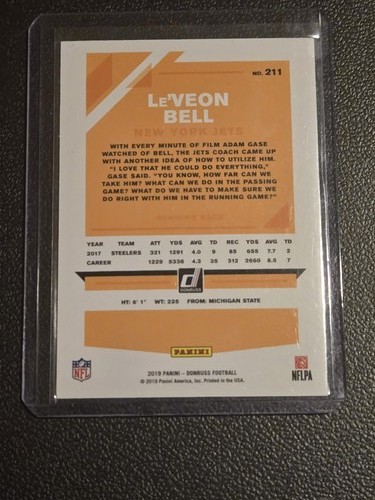 NO. 211
LE'VEON
BELL
NEW YORK JETS
WITH EVERY MINUTE OF FILM ADAM GASE
WATCHED OF BELL, THE JETS COACH CAME UP
WITH ANOTHER IDEA OF HOW TO UTILIZE HIM.
"I LOVE THAT HE COULD DO EVERYTHING,"
GASE SAID. "YOU KNOW, HOW FAR CAN WE
TAKE HIM? WHAT CAN WE DO IN THE PASSING
GAME? WHAT DO WE HAVE TO MAKE SURE WE
DO RIGHT WITH HIM IN THE RUNNING GAME?"
RUNNING BACK
YEAR TEAM ATT YDS AVG TD REC YDS AVG TD
2017 STEELERS 321 1291 4.0 9 85 655 7.7 2
CAREER 1229 5336 4.3 35 312 2660 8.5 7
DONRUSS
HT: 6' 1" WT: 225 FROM: MICHIGAN STATE
PANINI
NFL
NFLPA
2019 PANINI - DONRUSS FOOTBALL
© 2019 Panini America, Inc. Printed in the USA.